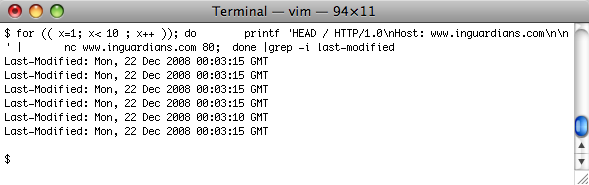 Terminal — vim — 94×11
$ for (( x=1; x< 10 ; x++ )); do       printf 'HEAD / HTTP/1.0\nHost: www.inguardians.com\n\n
' |      nc www.inguardians.com 80;  done |grep -i last-modified
Last-Modified: Mon, 22 Dec 2008 00:03:15 GMT
Last-Modified: Mon, 22 Dec 2008 00:03:15 GMT
Last-Modified: Mon, 22 Dec 2008 00:03:15 GMT
Last-Modified: Mon, 22 Dec 2008 00:03:15 GMT
Last-Modified: Mon, 22 Dec 2008 00:03:10 GMT
Last-Modified: Mon, 22 Dec 2008 00:03:15 GMT
$